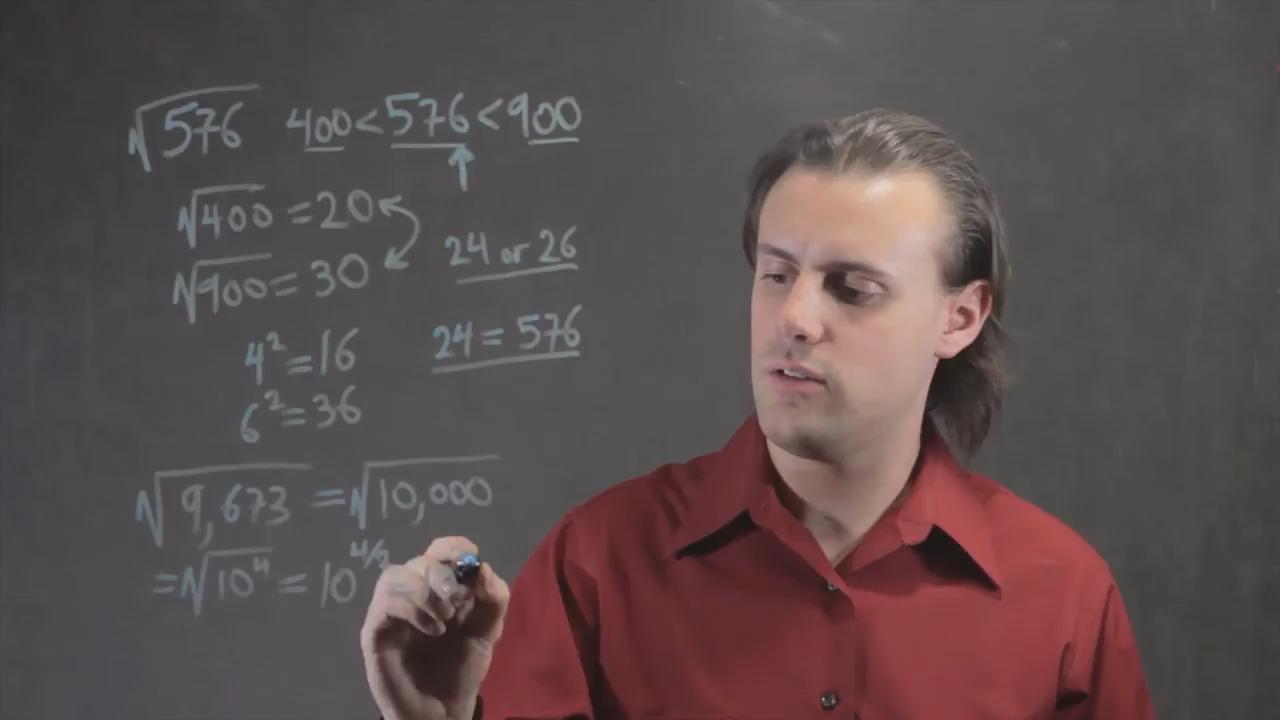 √576 400 < 576 < 900
√400 = 20
√900 = 30
24 or 26
24 = 576
4² = 16
6² = 36
√9,673 = √10,000
= √10⁴ = 10^4/2 =